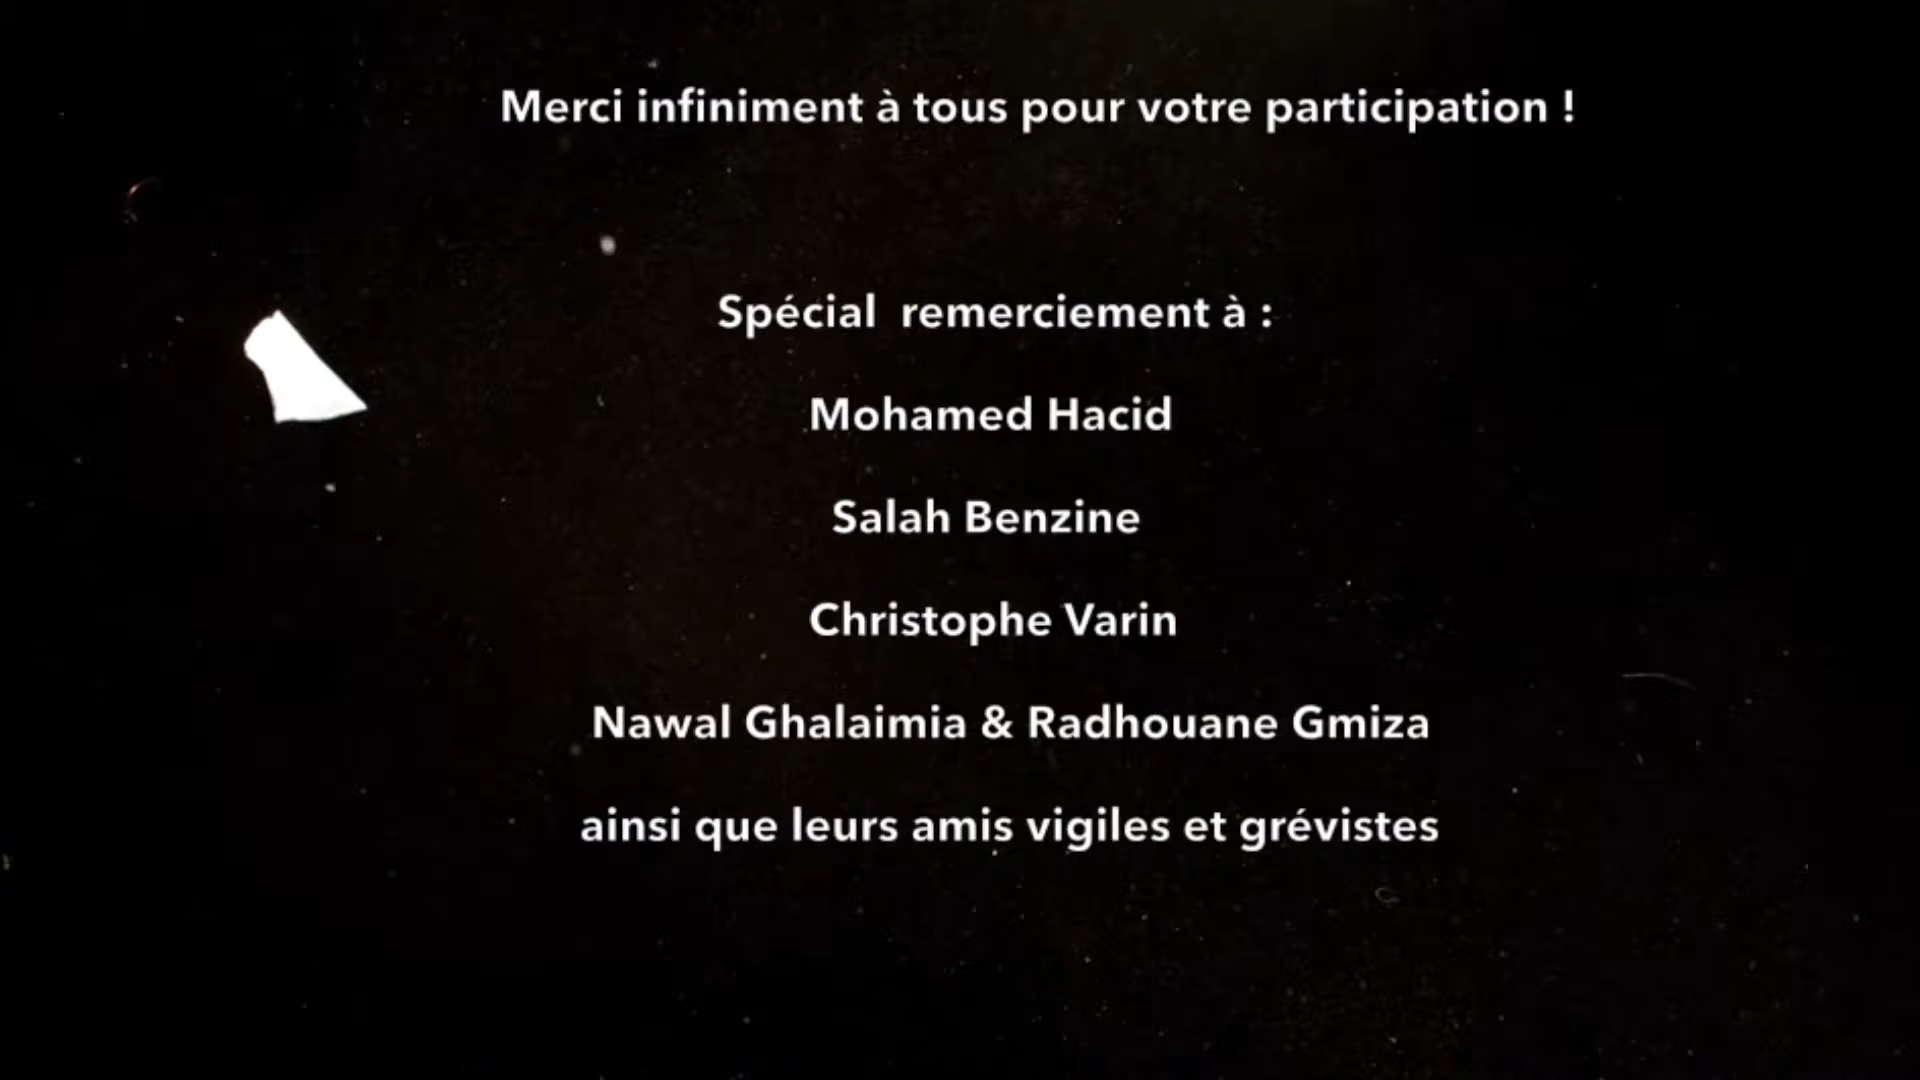 Merci infiniment à tous pour votre participation !
Spécial  remerciement à :
Mohamed Hacid
Salah Benzine
Christophe Varin
Nawal Ghalaimia & Radhouane Gmiza
ainsi que leurs amis vigiles et grévistes